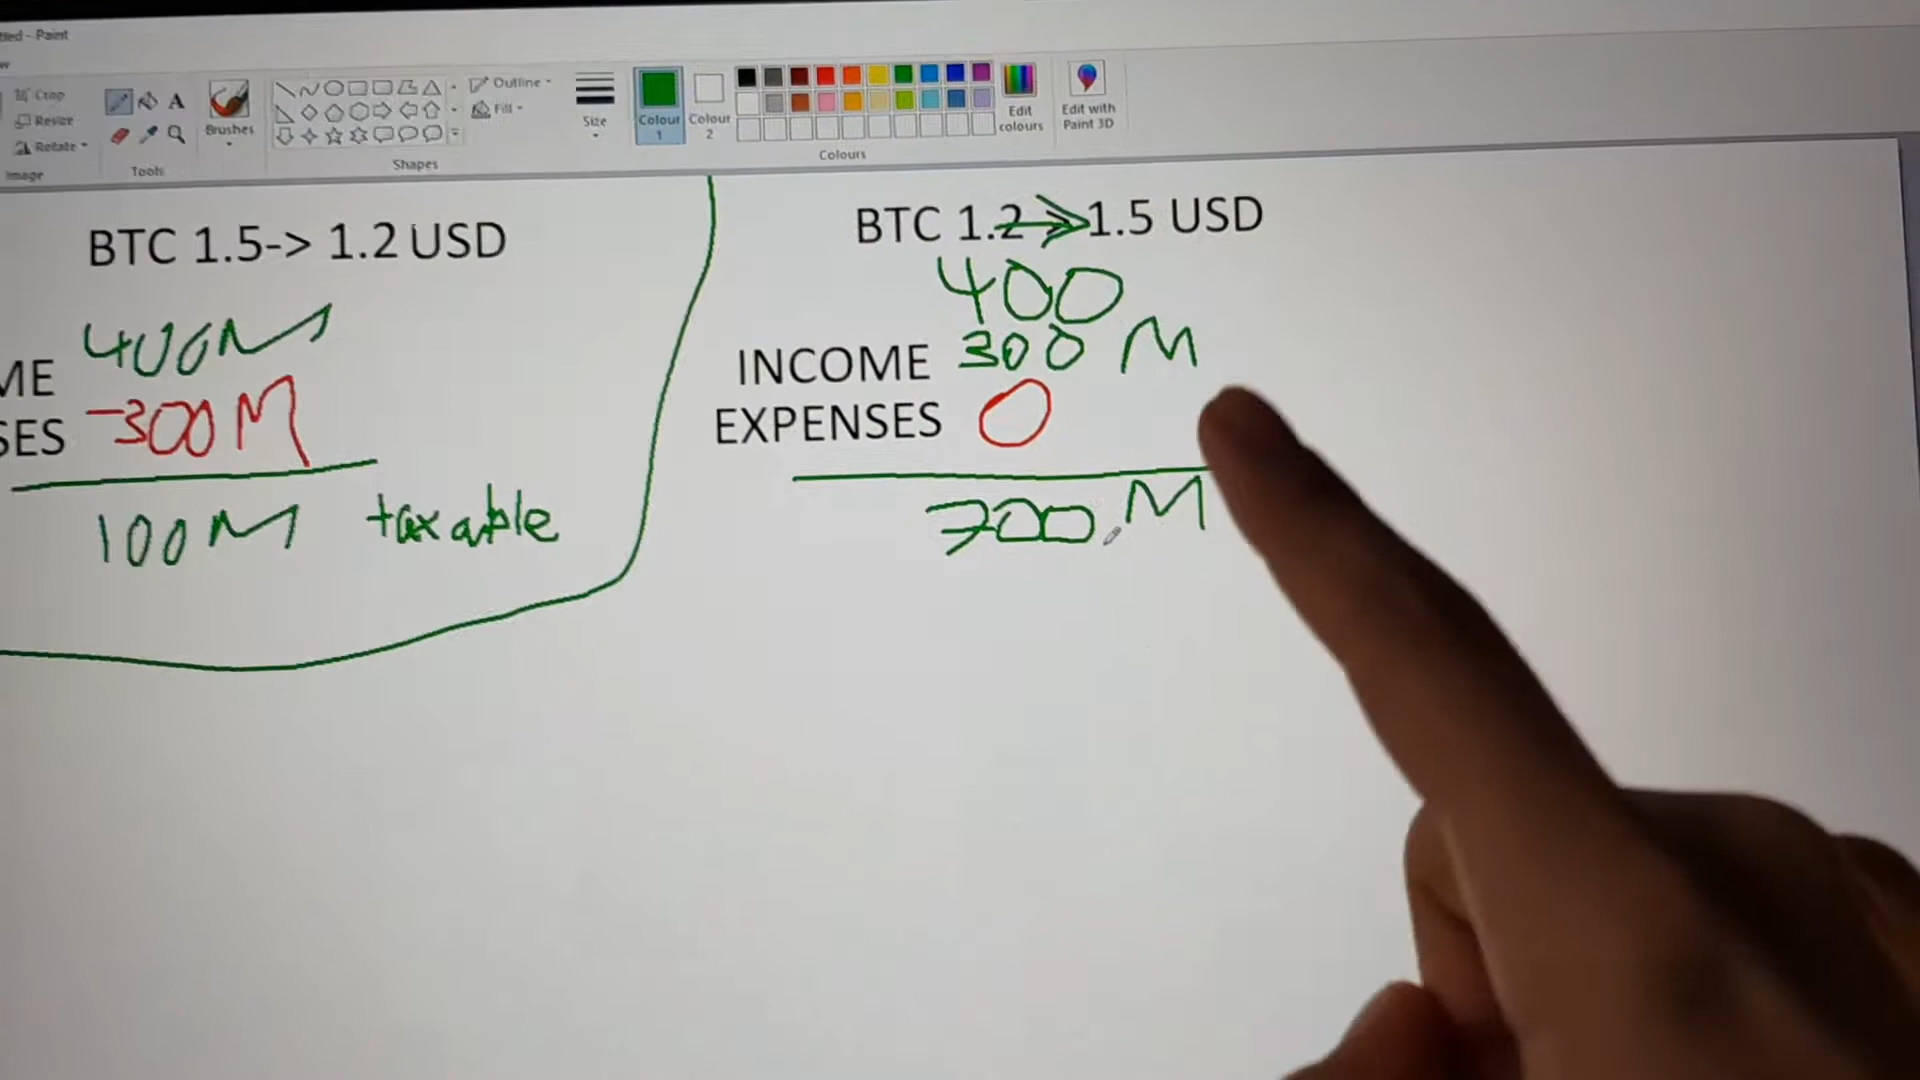 tled - Paint
w
Crop
Resize
Rotate
Image
A
Tools
Brushes
Outline
Fill
Shapes
Size
Colour 1
Colour 2
Colours
Edit colours
Edit with Paint 3D
BTC 1.5-> 1.2 USD
ME 400M
SES -300M
100M taxable
BTC 1.2->1.5 USD
400
INCOME 300 M
EXPENSES 0
700.M